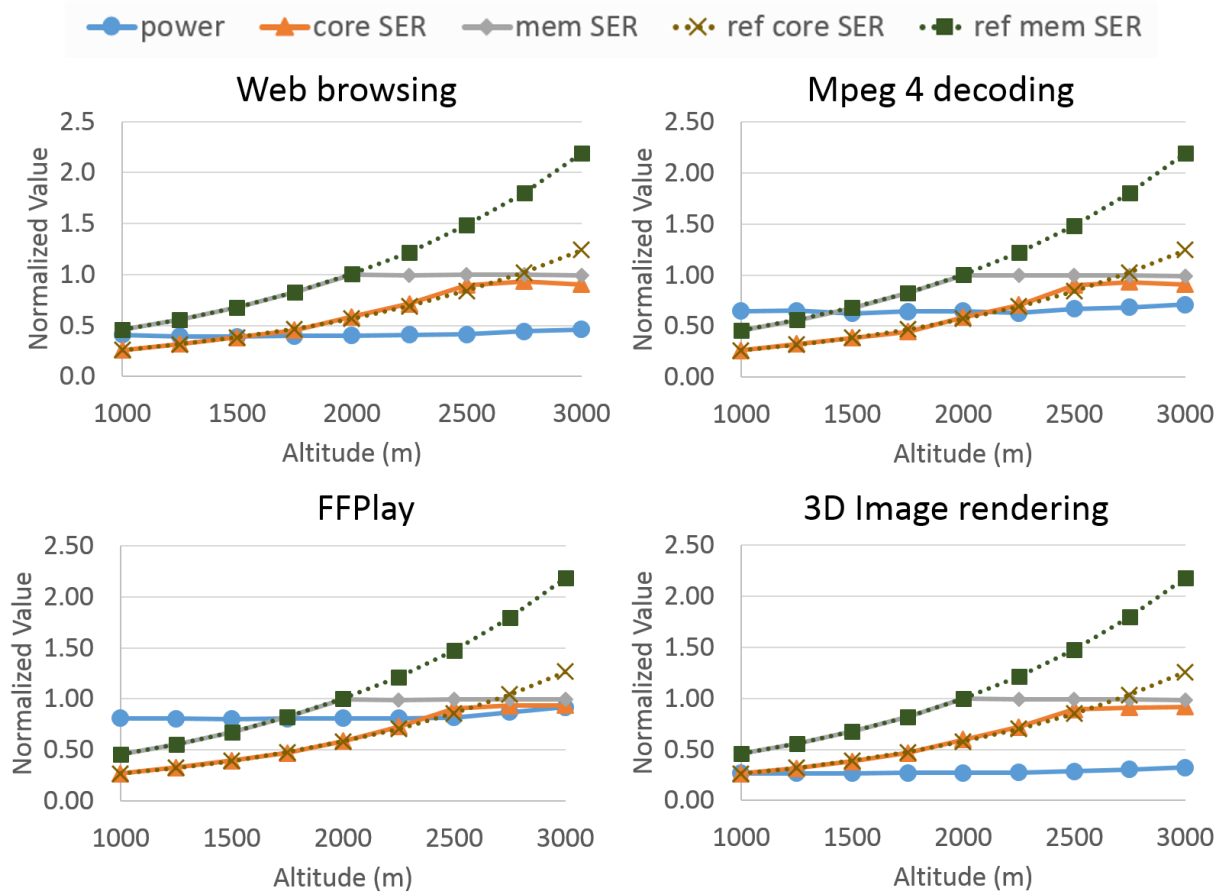 power core SER mem SER ref core SER ref mem SER
Web browsing
Normalized Value
2.5
2.0
1.5
1.0
0.5
0.0
1000 1500 2000 2500 3000
Altitude (m)
Mpeg 4 decoding
Normalized Value
2.50
2.00
1.50
1.00
0.50
0.00
1000 1500 2000 2500 3000
Altitude (m)
FFPlay
Normalized Value
2.50
2.00
1.50
1.00
0.50
0.00
1000 1500 2000 2500 3000
Altitude (m)
3D Image rendering
Normalized Value
2.50
2.00
1.50
1.00
0.50
0.00
1000 1500 2000 2500 3000
Altitude (m)